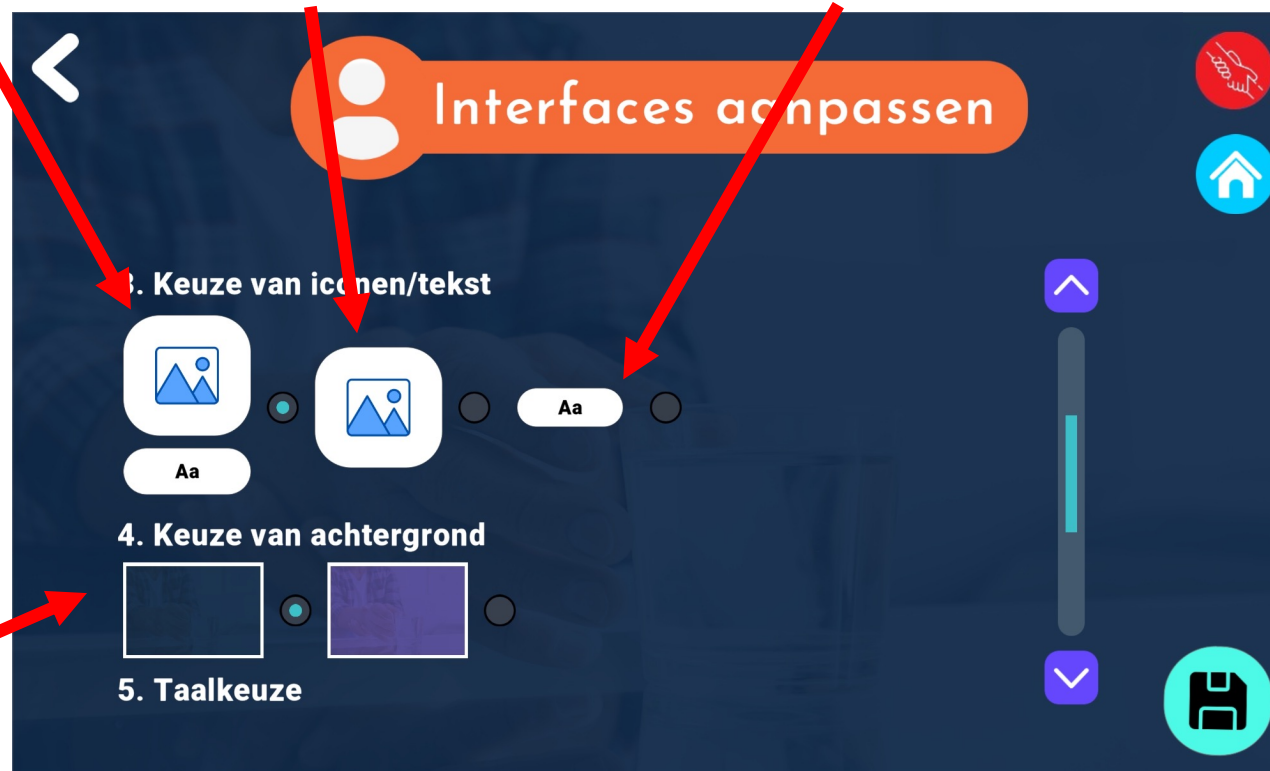 Interfaces aanpassen
3. Keuze van iconen/tekst
Aa
Aa
4. Keuze van achtergrond
5. Taalkeuze